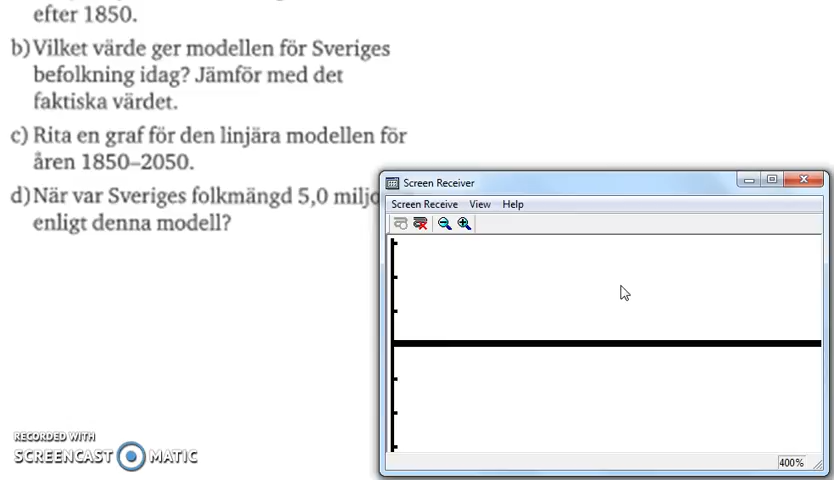 efter 1850.
b) Vilket värde ger modellen för Sveriges
befolkning idag? Jämför med det
faktiska värdet.
c) Rita en graf för den linjära modellen för
åren 1850–2050.
d) När var Sveriges folkmängd 5,0
enligt denna modell?
Screen Receiver
Screen Receive View Help
400%
RECORDED WITH
SCREENCAST MATIC